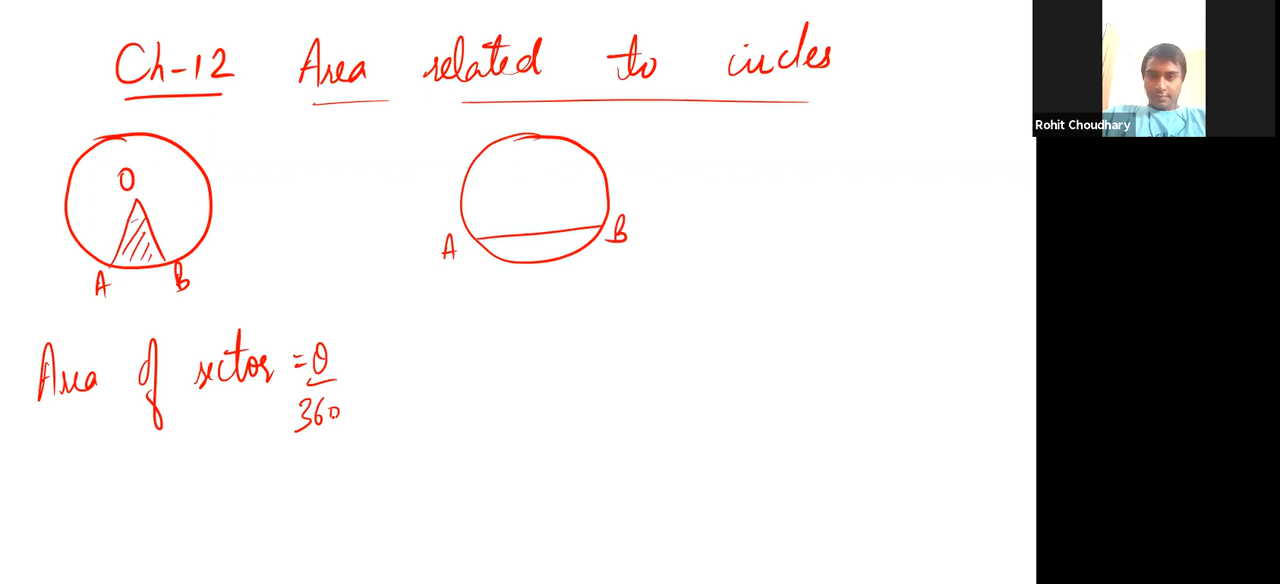 Ch-12 Area related to circles
Rohit Choudhary
O
A B
A B
Area of sector = θ
360